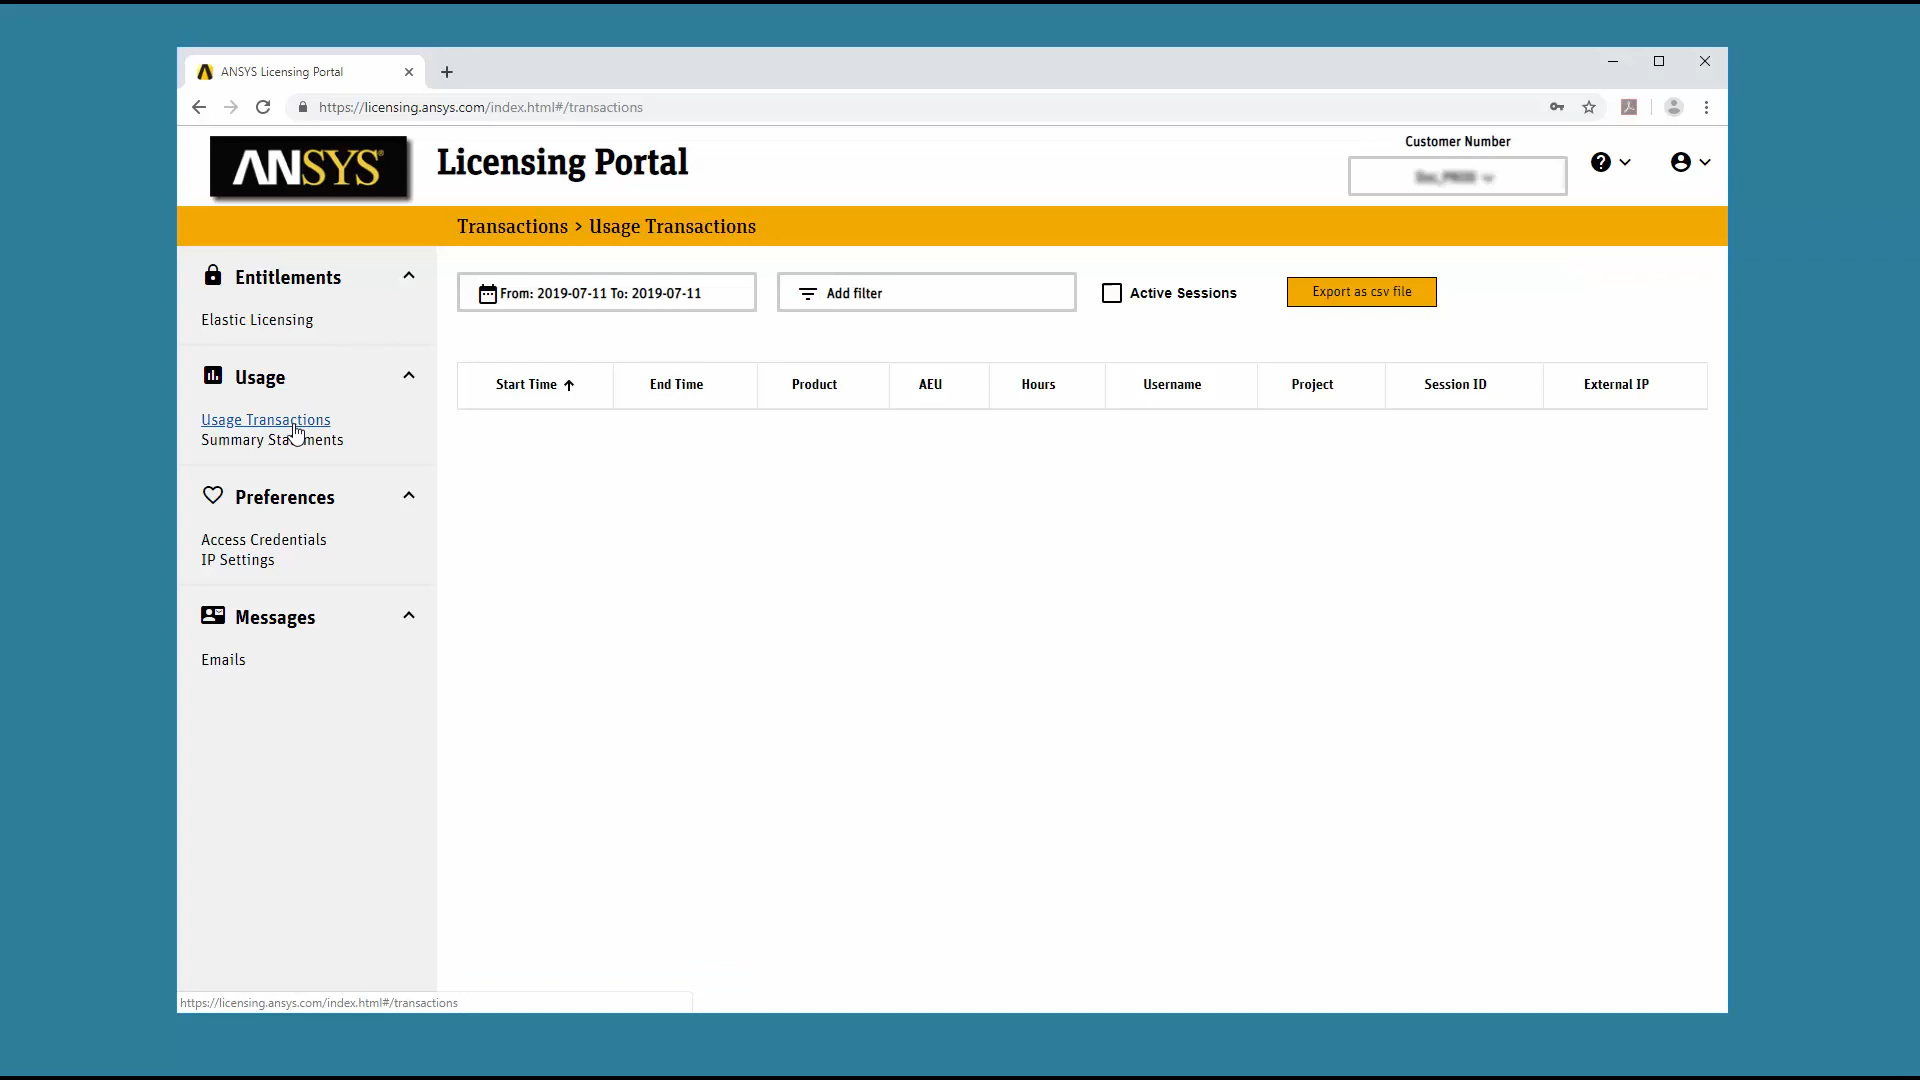 ANSYS Licensing Portal
https://licensing.ansys.com/index.html#/transactions
ANSYS®
Licensing Portal
Customer Number
Transactions > Usage Transactions
Entitlements
Elastic Licensing
Usage
Usage Transactions
Summary Statements
Preferences
Access Credentials
IP Settings
Messages
Emails
From: 2019-07-11 To: 2019-07-11
Add filter
Active Sessions
Export as csv file
Start Time End Time Product AEU Hours Username Project Session ID External IP
https://licensing.ansys.com/index.html#/transactions